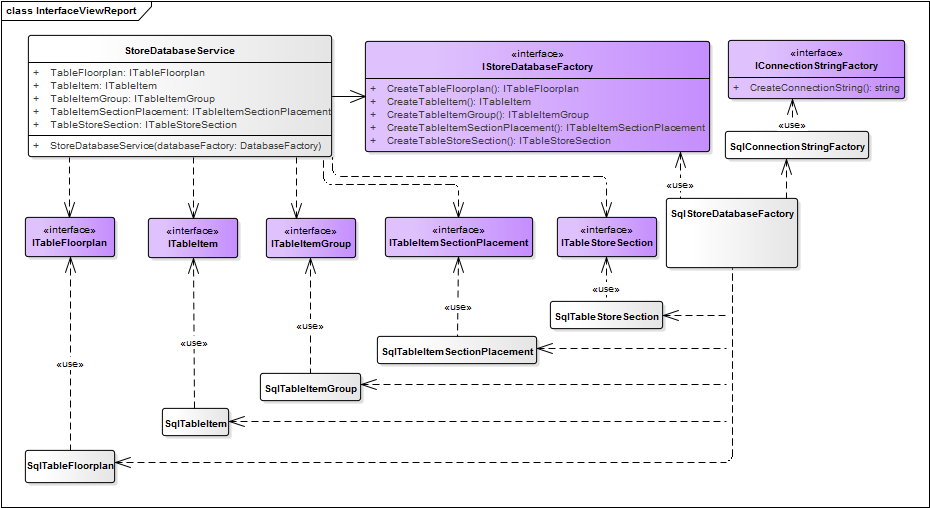 class InterfaceViewReport
StoreDatabaseService
+ TableFloorplan: ITableFloorplan
+ TableItem: ITableItem
+ TableItemGroup: ITableItemGroup
+ TableItemSectionPlacement: ITableItemSectionPlacement
+ TableStoreSection: ITableStoreSection
+ StoreDatabaseService(databaseFactory: DatabaseFactory)
«interface»
IStoreDatabaseFactory
+ CreateTableFloorplan(): ITableFloorplan
+ CreateTableItem(): ITableItem
+ CreateTableItemGroup(): ITableItemGroup
+ CreateTableItemSectionPlacement(): ITableItemSectionPlacement
+ CreateTableStoreSection(): ITableStoreSection
«interface»
IConnectionStringFactory
+ CreateConnectionString(): string
«use»
SqlConnectionStringFactory
«use»
SqlStoreDatabaseFactory
«interface»
ITableFloorplan
«interface»
ITableItem
«interface»
ITableItemGroup
«interface»
ITableItemSectionPlacement
«interface»
ITableStoreSection
«use»
SqlTableStoreSection
«use»
SqlTableItemSectionPlacement
«use»
SqlTableItemGroup
«use»
SqlTableItem
«use»
SqlTableFloorplan